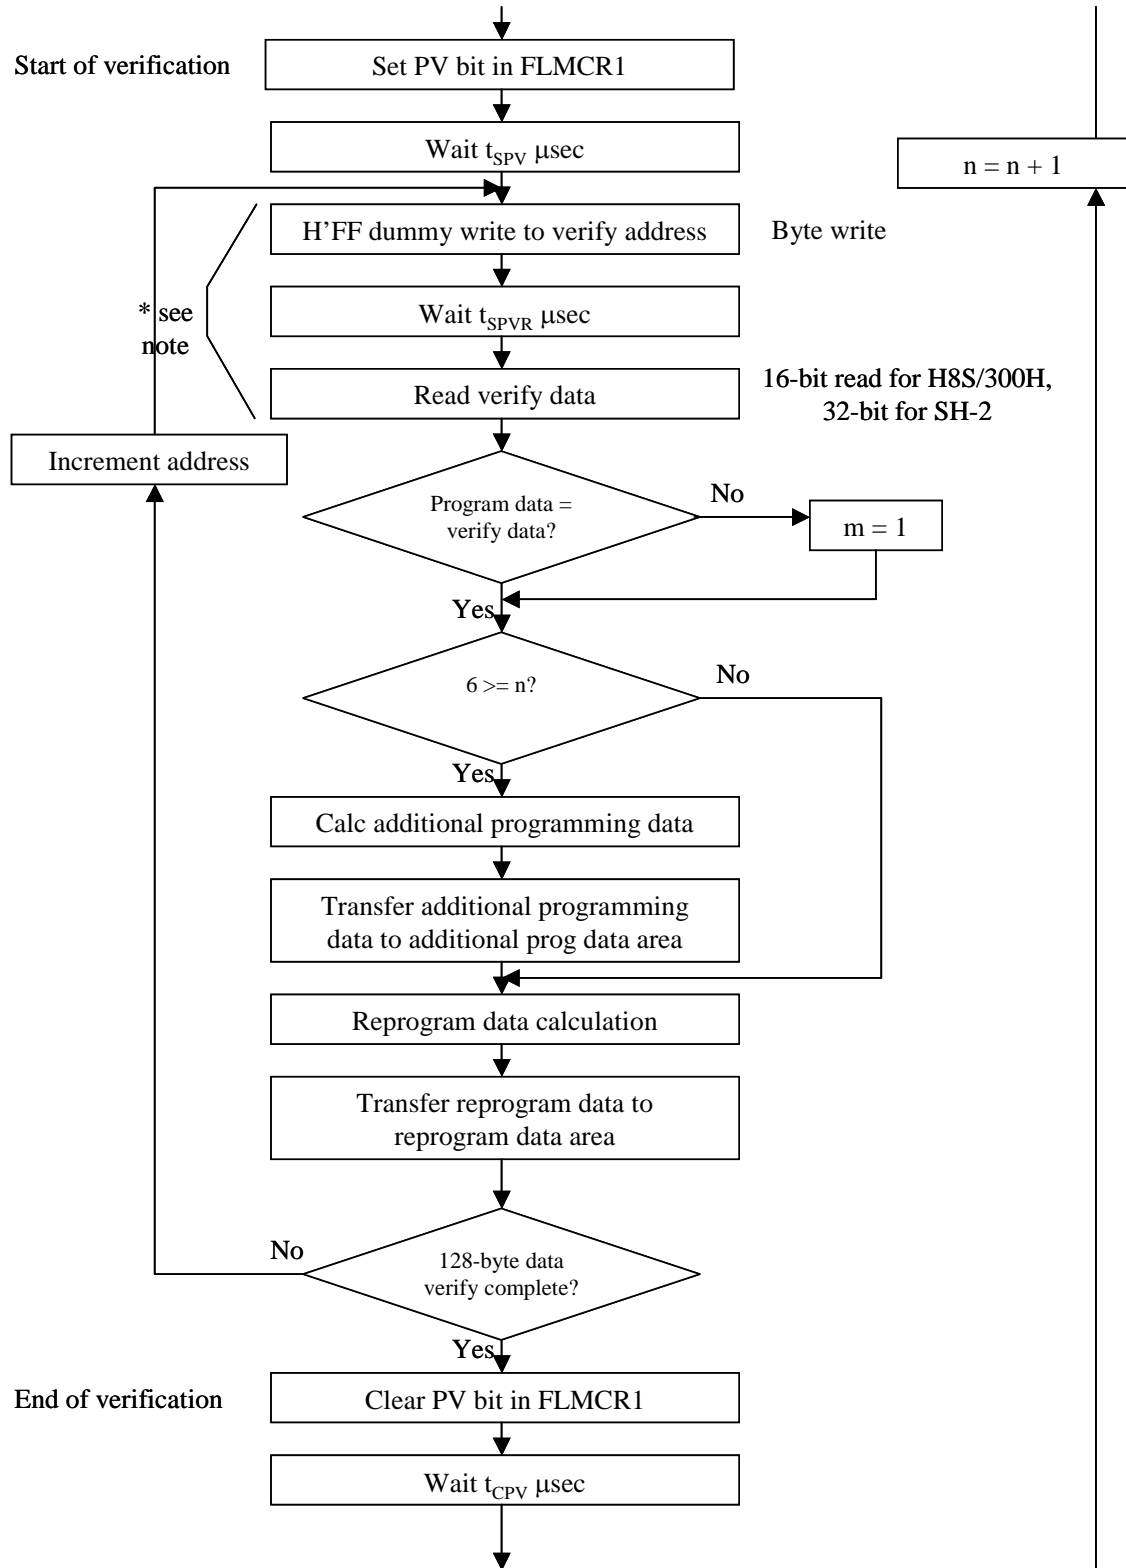 Start of verification
Set PV bit in FLMCR1
Wait tSPV μsec
n = n + 1
H’FF dummy write to verify address
Byte write
* see
note
Wait tSPVR μsec
Read verify data
16-bit read for H8S/300H,
32-bit for SH-2
Increment address
Program data =
verify data?
No
m = 1
Yes
6 >= n?
No
Yes
Calc additional programming data
Transfer additional programming
data to additional prog data area
Reprogram data calculation
Transfer reprogram data to
reprogram data area
No
128-byte data
verify complete?
Yes
End of verification
Clear PV bit in FLMCR1
Wait tCPV μsec